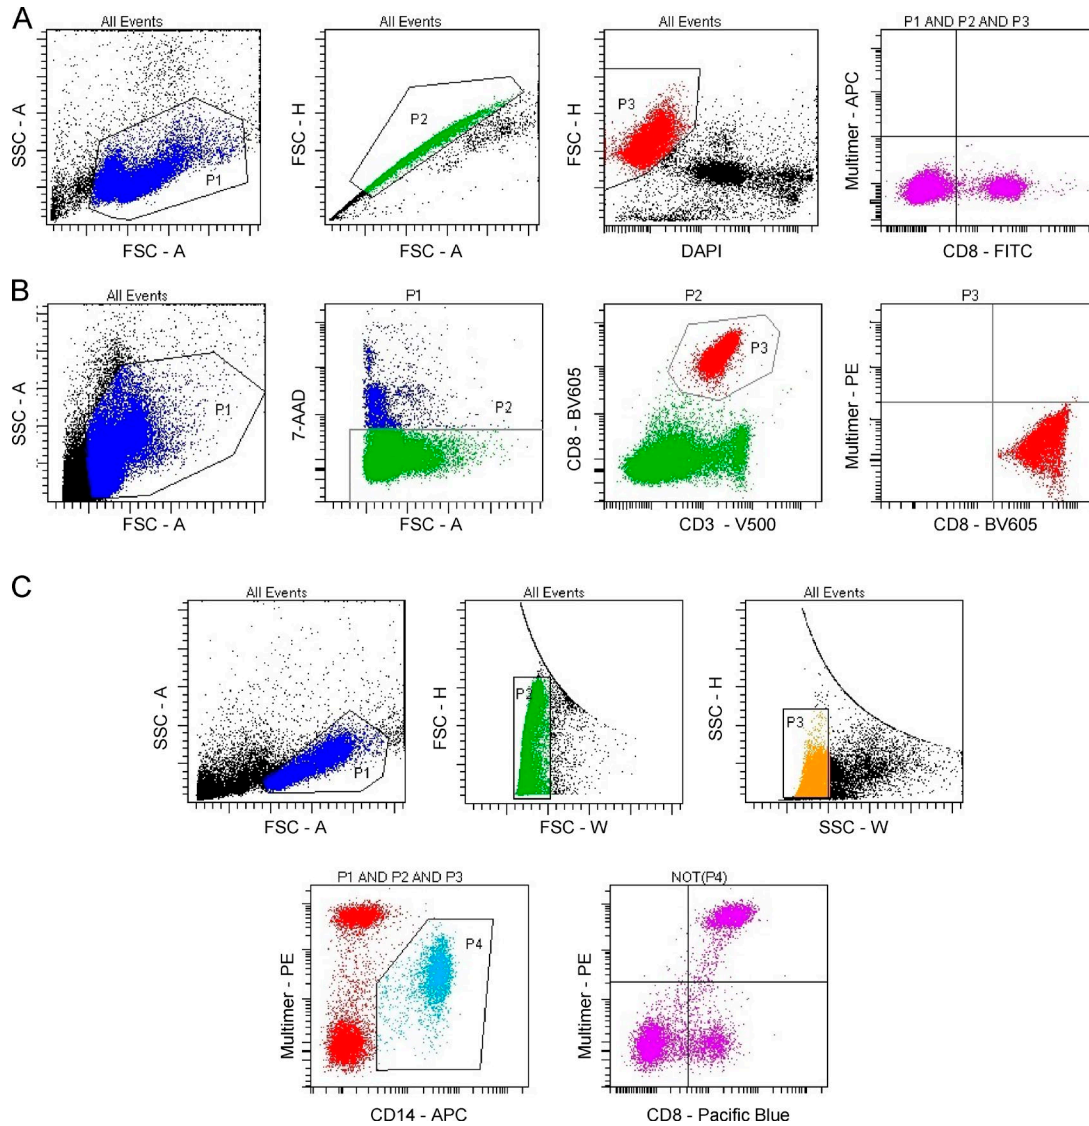 A
All Events
SSC - A
P1
FSC - A
All Events
FSC - H
P2
FSC - A
All Events
FSC - H
P3
DAPI
P1 AND P2 AND P3
Multimer - APC
CD8 - FITC
B
All Events
SSC - A
P1
FSC - A
P1
7-AAD
P2
FSC - A
P2
CD8 - BV605
P3
CD3 - V500
P3
Multimer - PE
CD8 - BV605
C
All Events
SSC - A
P1
FSC - A
All Events
FSC - H
P2
FSC - W
All Events
SSC - H
P3
SSC - W
P1 AND P2 AND P3
Multimer - PE
P4
CD14 - APC
NOT(P4)
Multimer - PE
CD8 - Pacific Blue